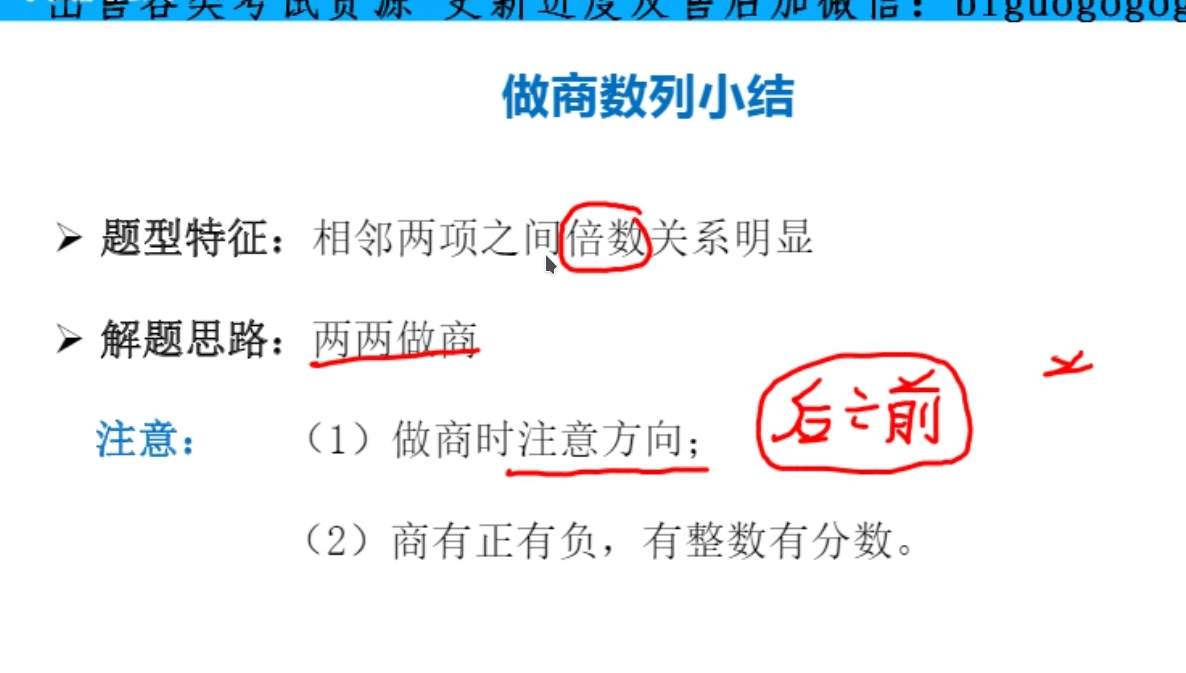 出售各类考试资源 更新进度及售后加微信：biguogogog
做商数列小结
➢ 题型特征：相邻两项之间倍数关系明显
➢ 解题思路：两两做商
注意： （1）做商时注意方向；
后÷前
（2）商有正有负，有整数有分数。